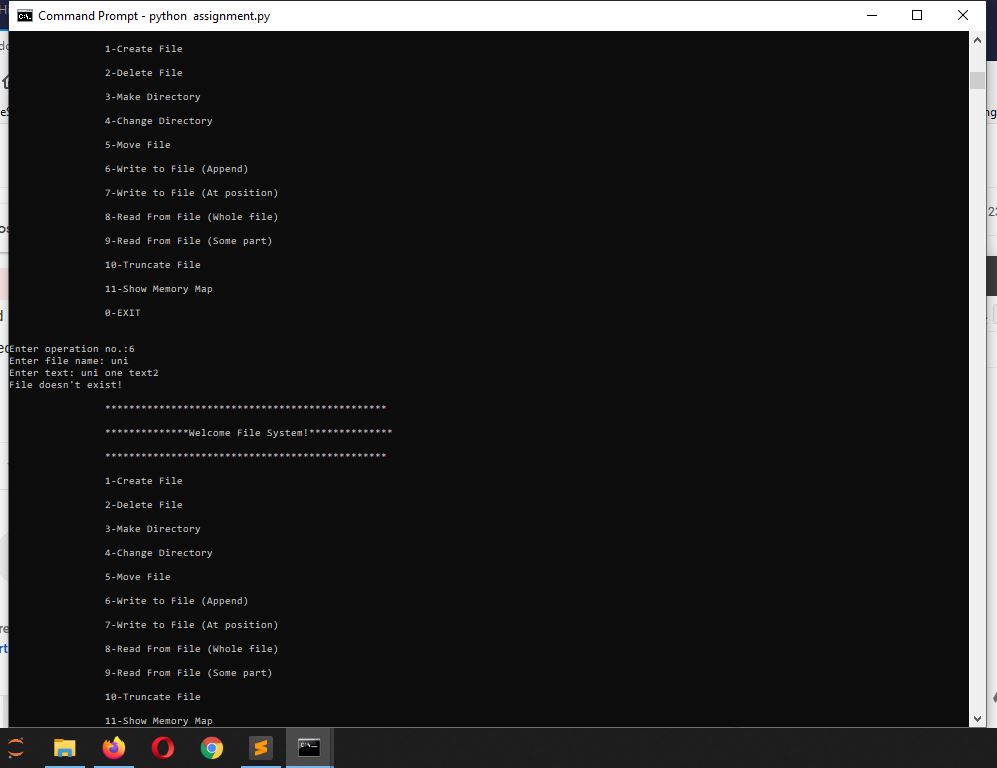 Command Prompt - python assignment.py
1-Create File
2-Delete File
3-Make Directory
4-Change Directory
5-Move File
6-Write to File (Append)
7-Write to File (At position)
8-Read From File (Whole file)
9-Read From File (Some part)
10-Truncate File
11-Show Memory Map
0-EXIT
Enter operation no.:6
Enter file name: uni
Enter text: uni one text2
File doesn't exist!
***********************************************
**************Welcome File System!**************
***********************************************
1-Create File
2-Delete File
3-Make Directory
4-Change Directory
5-Move File
6-Write to File (Append)
7-Write to File (At position)
8-Read From File (Whole file)
9-Read From File (Some part)
10-Truncate File
11-Show Memory Map